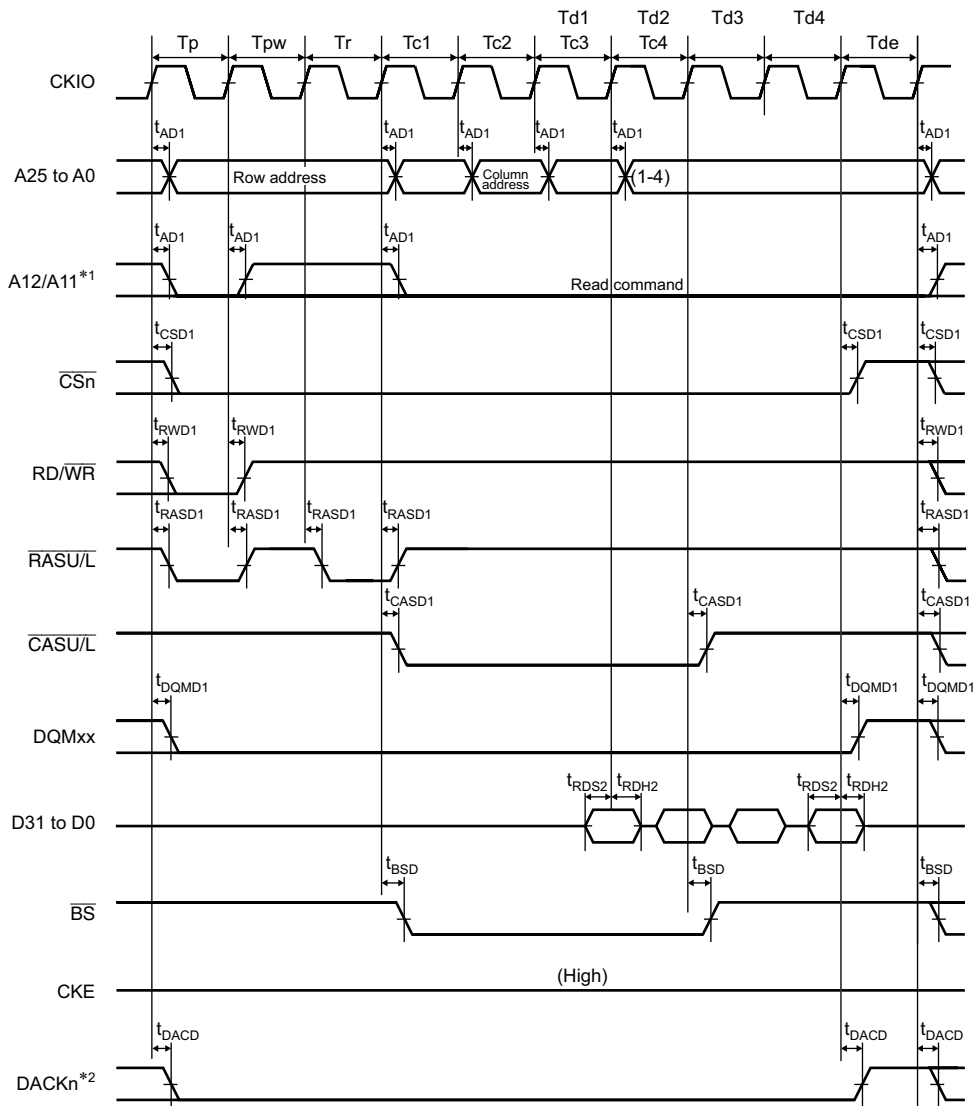 Td1 Td2 Td3 Td4
Tp Tpw Tr Tc1 Tc2 Tc3 Tc4 Tde
CKIO
tAD1 tAD1 tAD1 tAD1 tAD1 tAD1
A25 to A0 Row address Column address (1-4)
tAD1 tAD1 tAD1 tAD1
A12/A11*1 Read command
tCSD1 tCSD1 tCSD1
CSn
tRWD1 tRWD1 tRWD1
RD/WR
tRASD1 tRASD1 tRASD1 tRASD1 tRASD1
RASU/L
tCASD1 tCASD1 tCASD1
CASU/L
tDQMD1 tDQMD1 tDQMD1
DQMxx
tRDS2 tRDH2 tRDS2 tRDH2
D31 to D0
tBSD tBSD tBSD
BS
(High)
CKE
tDACD tDACD tDACD
DACKn*2